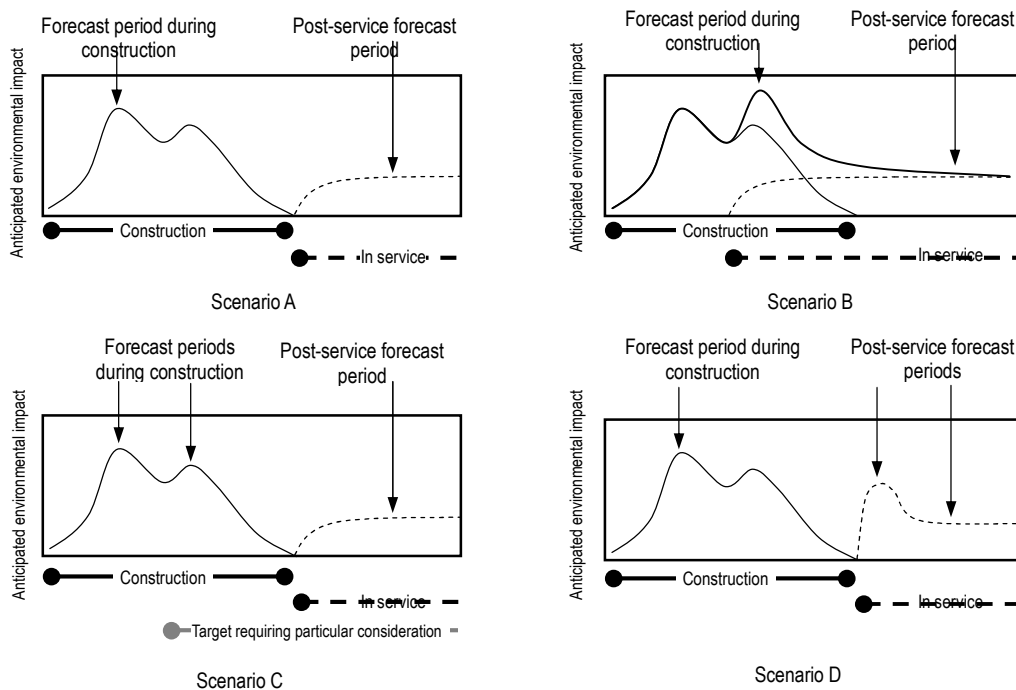 Forecast period during
construction
Post-service forecast
period
Anticipated environmental impact
Construction
In service
Scenario A
Forecast period during
construction
Post-service forecast
period
Anticipated environmental impact
Construction
In service
Scenario B
Forecast periods
during construction
Post-service forecast
period
Anticipated environmental impact
Construction
In service
Target requiring particular consideration
Scenario C
Forecast period during
construction
Post-service forecast
periods
Anticipated environmental impact
Construction
In service
Scenario D